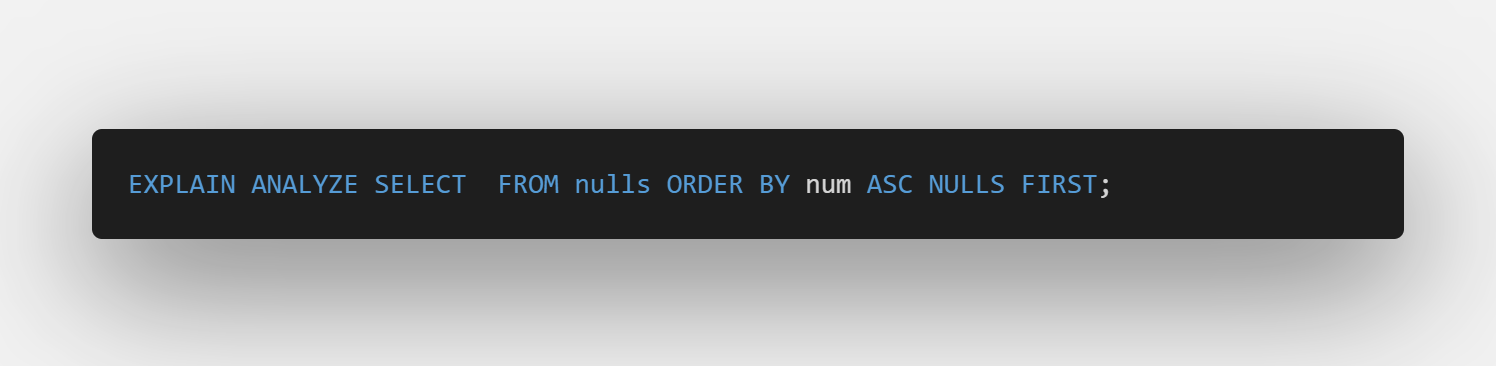 EXPLAIN ANALYZE SELECT  FROM nulls ORDER BY num ASC NULLS FIRST;